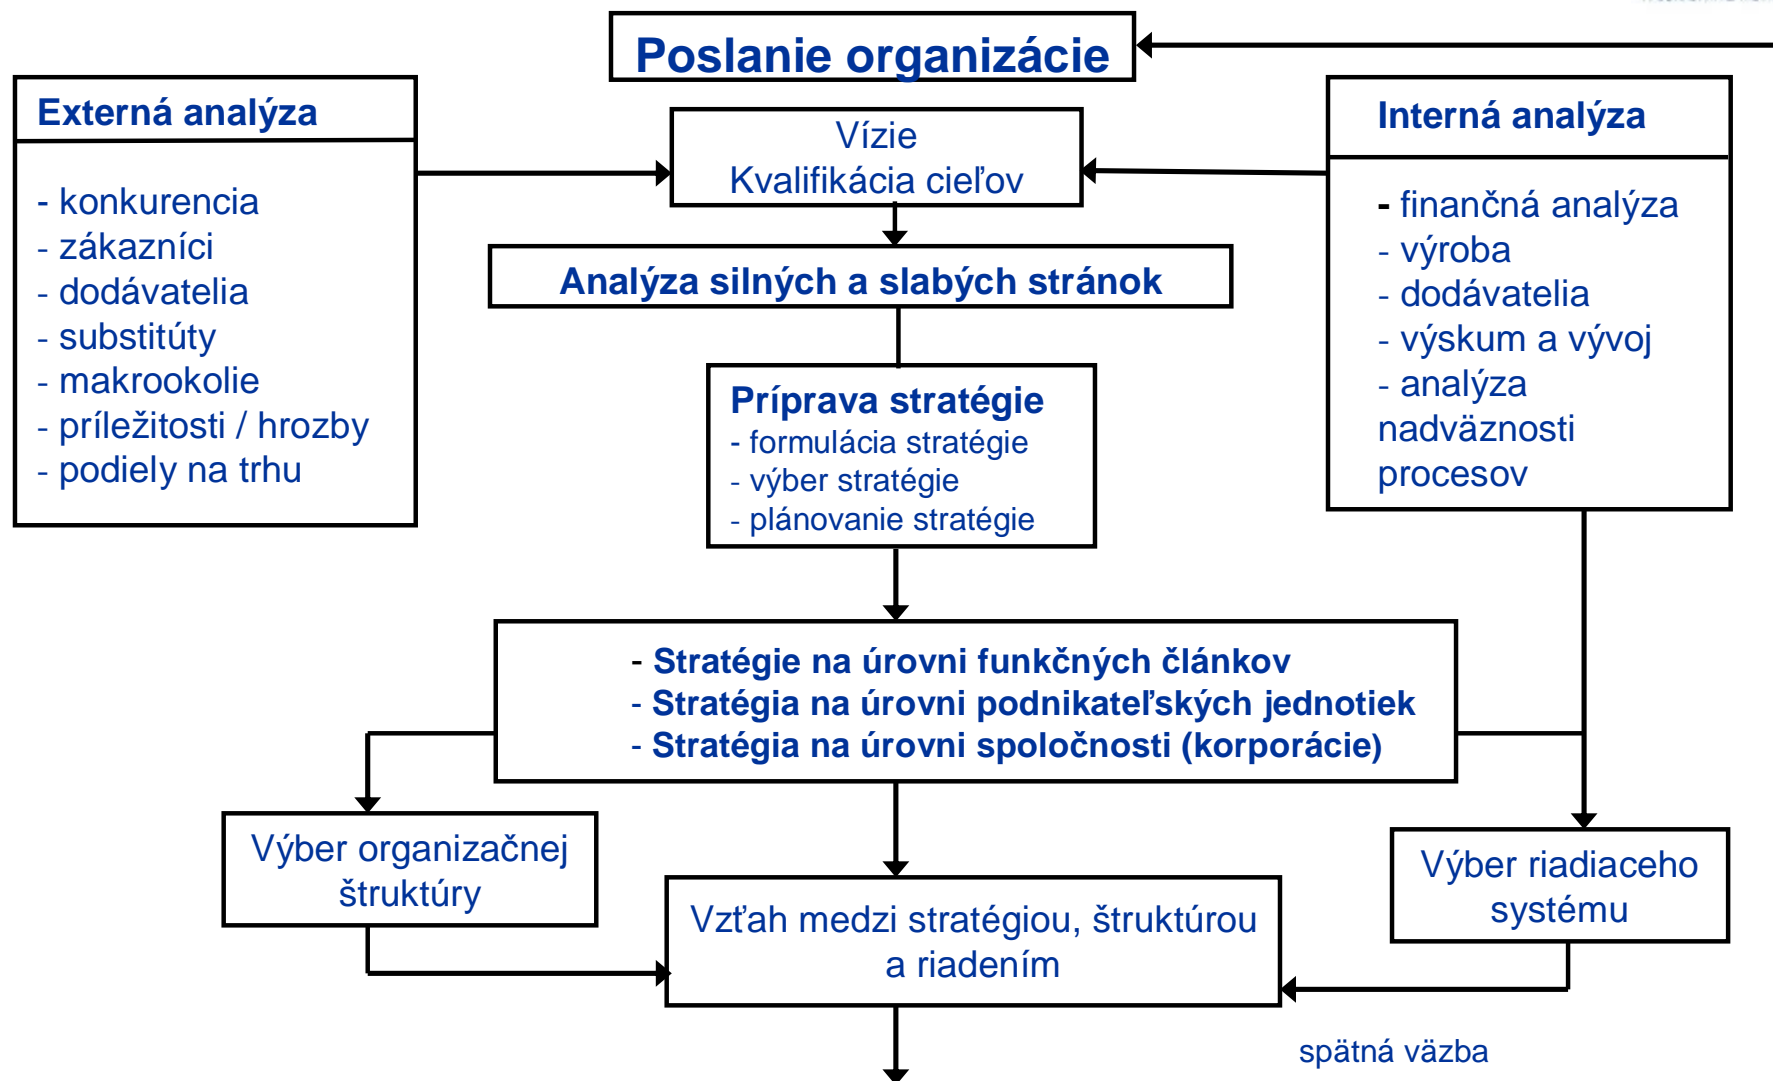 Poslanie organizácie
Externá analýza
- konkurencia
- zákazníci
- dodávatelia
- substitúty
- makrookolie
- príležitosti / hrozby
- podiely na trhu
Vízie
Kvalifikácia cieľov
Interná analýza
- finančná analýza
- výroba
- dodávatelia
- výskum a vývoj
- analýza
nadväznosti
procesov
Analýza silných a slabých stránok
Príprava stratégie
- formulácia stratégie
- výber stratégie
- plánovanie stratégie
- Stratégie na úrovni funkčných článkov
- Stratégia na úrovni podnikateľských jednotiek
- Stratégia na úrovni spoločnosti (korporácie)
Výber organizačnej
štruktúry
Vzťah medzi stratégiou, štruktúrou
a riadením
Výber riadiaceho
systému
spätná väzba